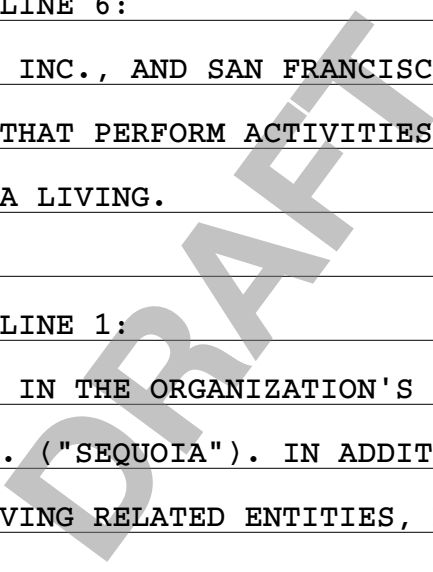 LINE 6:
INC., AND SAN FRANCISC
THAT PERFORM ACTIVITIES
A LIVING.
LINE 1:
IN THE ORGANIZATION'S
. ("SEQUOIA"). IN ADDIT
VING RELATED ENTITIES,
DRAFT